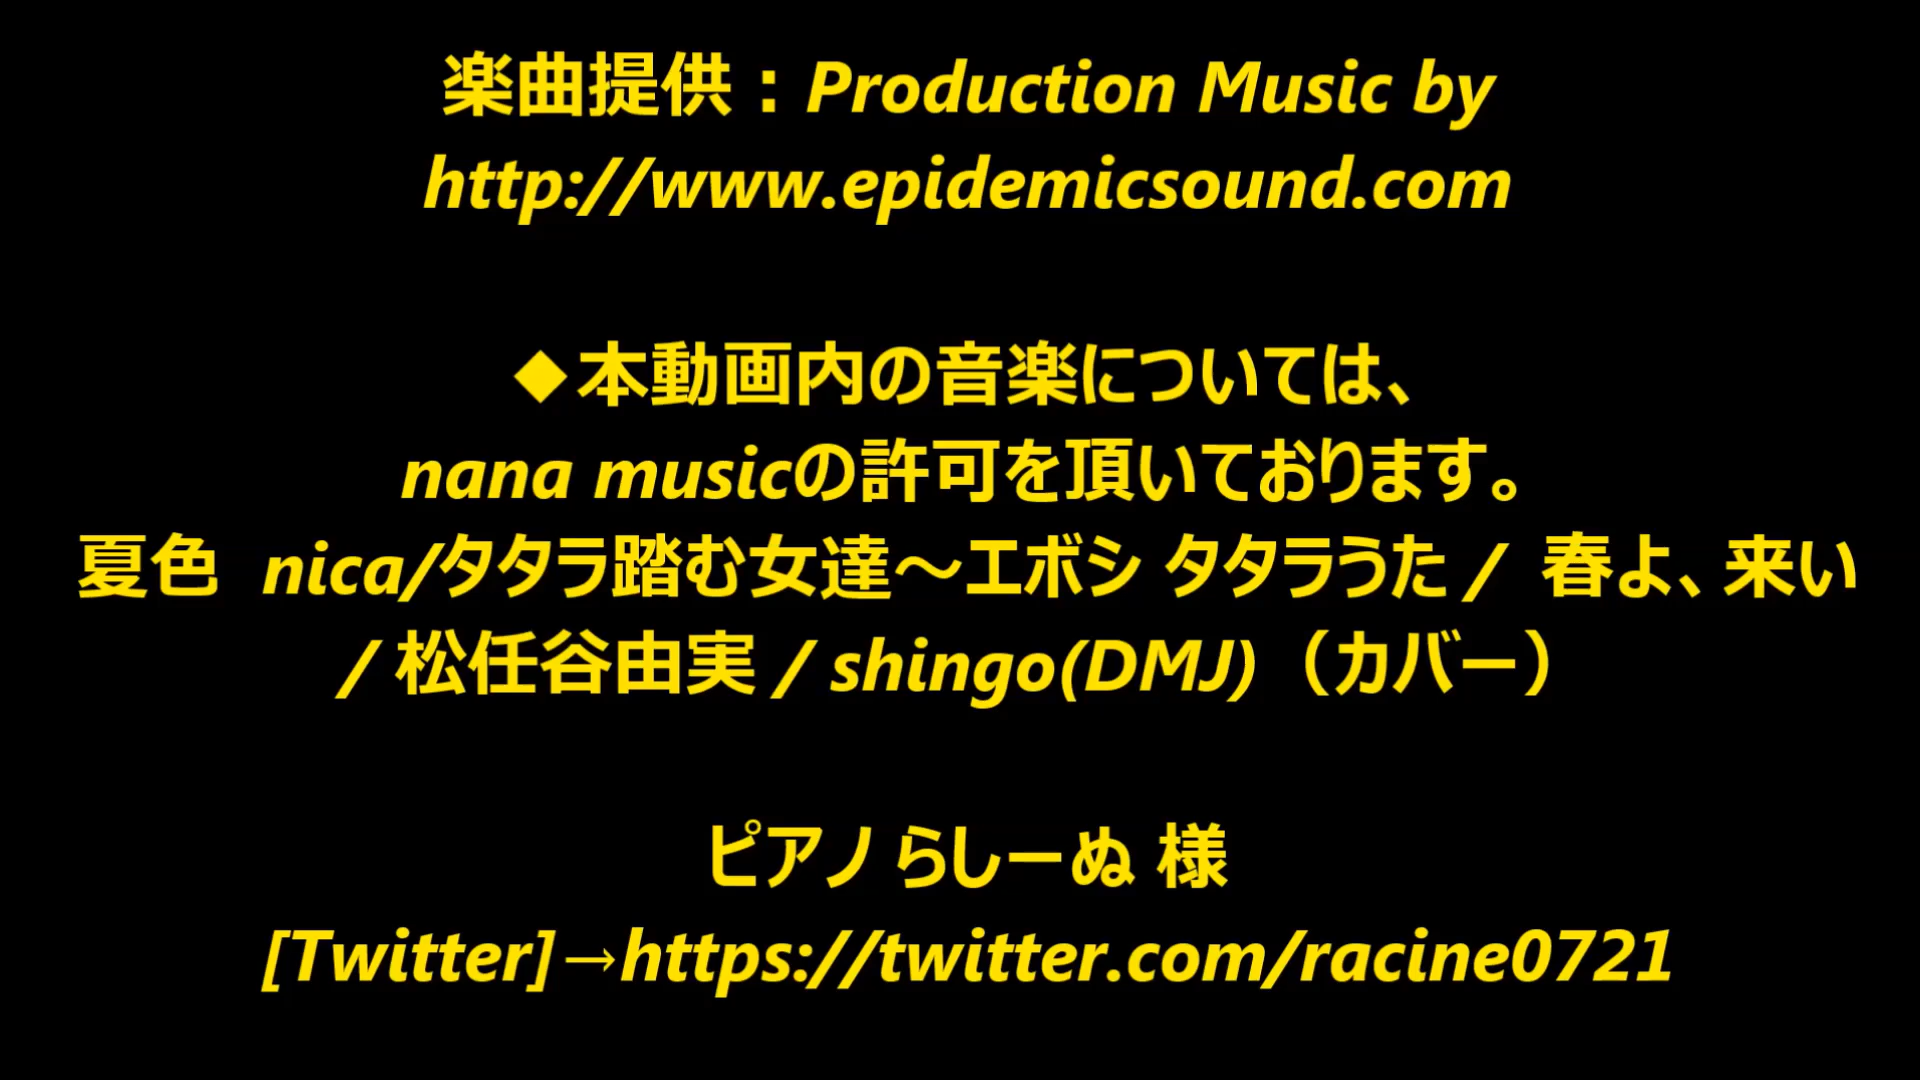 楽曲提供：Production Music by
http://www.epidemicsound.com
◆本動画内の音楽については、
nana musicの許可を頂いております。
夏色  nica/タタラ踏む女達～エボシ タタラうた /  春よ、来い
/ 松任谷由実 / shingo(DMJ)（カバー）
ピアノ らしーぬ 様
[Twitter]→https://twitter.com/racine0721